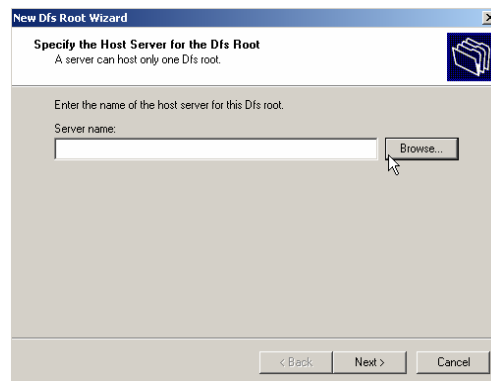 New Dfs Root Wizard
Specify the Host Server for the Dfs Root
A server can host only one Dfs root.
Enter the name of the host server for this Dfs root.
Server name:
Browse...
< Back Next > Cancel